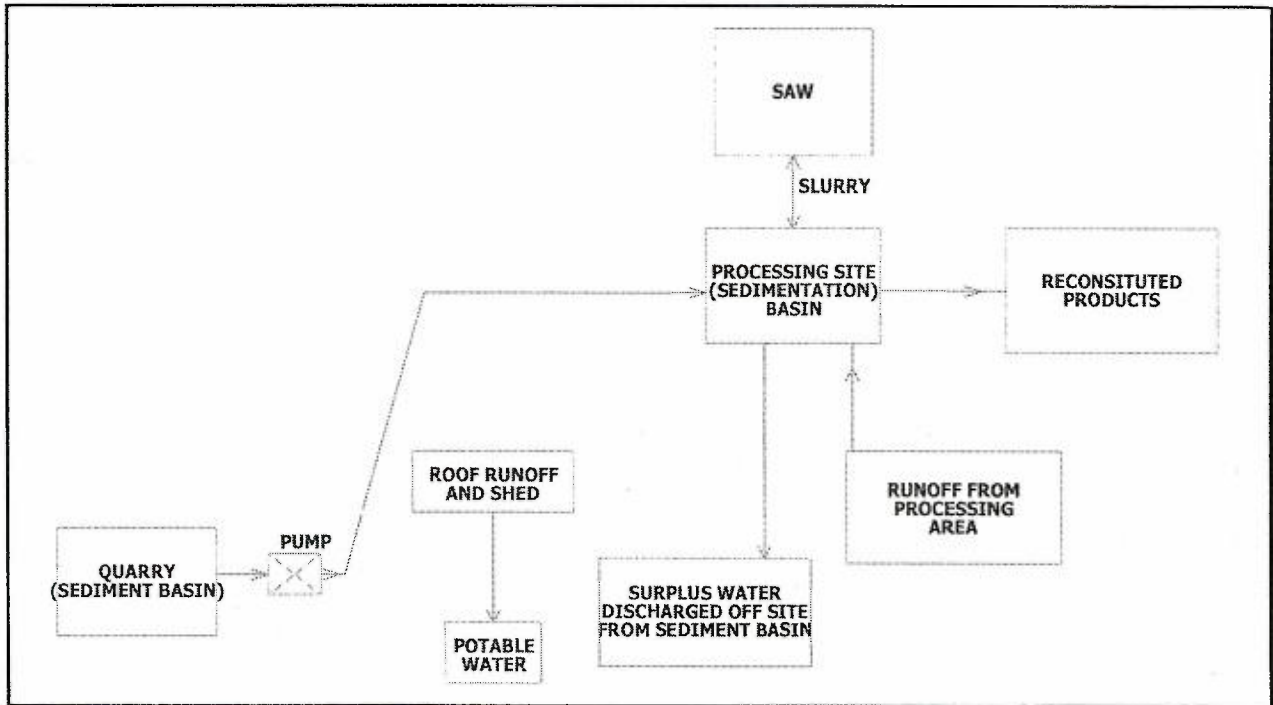 SAW
SLURRY
PROCESSING SITE
(SEDIMENTATION)
BASIN
RECONSITUTED
PRODUCTS
ROOF RUNOFF
AND SHED
RUNOFF FROM
PROCESSING
AREA
PUMP
QUARRY
(SEDIMENT BASIN)
SURPLUS WATER
DISCHARGED OFF SITE
FROM SEDIMENT BASIN
POTABLE
WATER